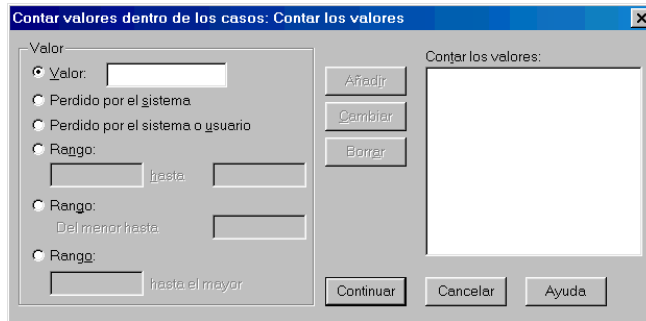 Contar valores dentro de los casos: Contar los valores
Valor
Valor:
Perdido por el sistema
Perdido por el sistema o usuario
Rango:
hasta
Rango:
Del menor hasta
Rango:
hasta el mayor
Añadir
Cambiar
Borrar
Contar los valores:
Continuar
Cancelar
Ayuda